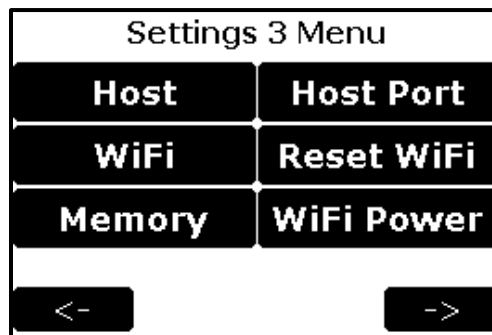 Settings 3 Menu
Host Host Port
WiFi Reset WiFi
Memory WiFi Power
<- ->